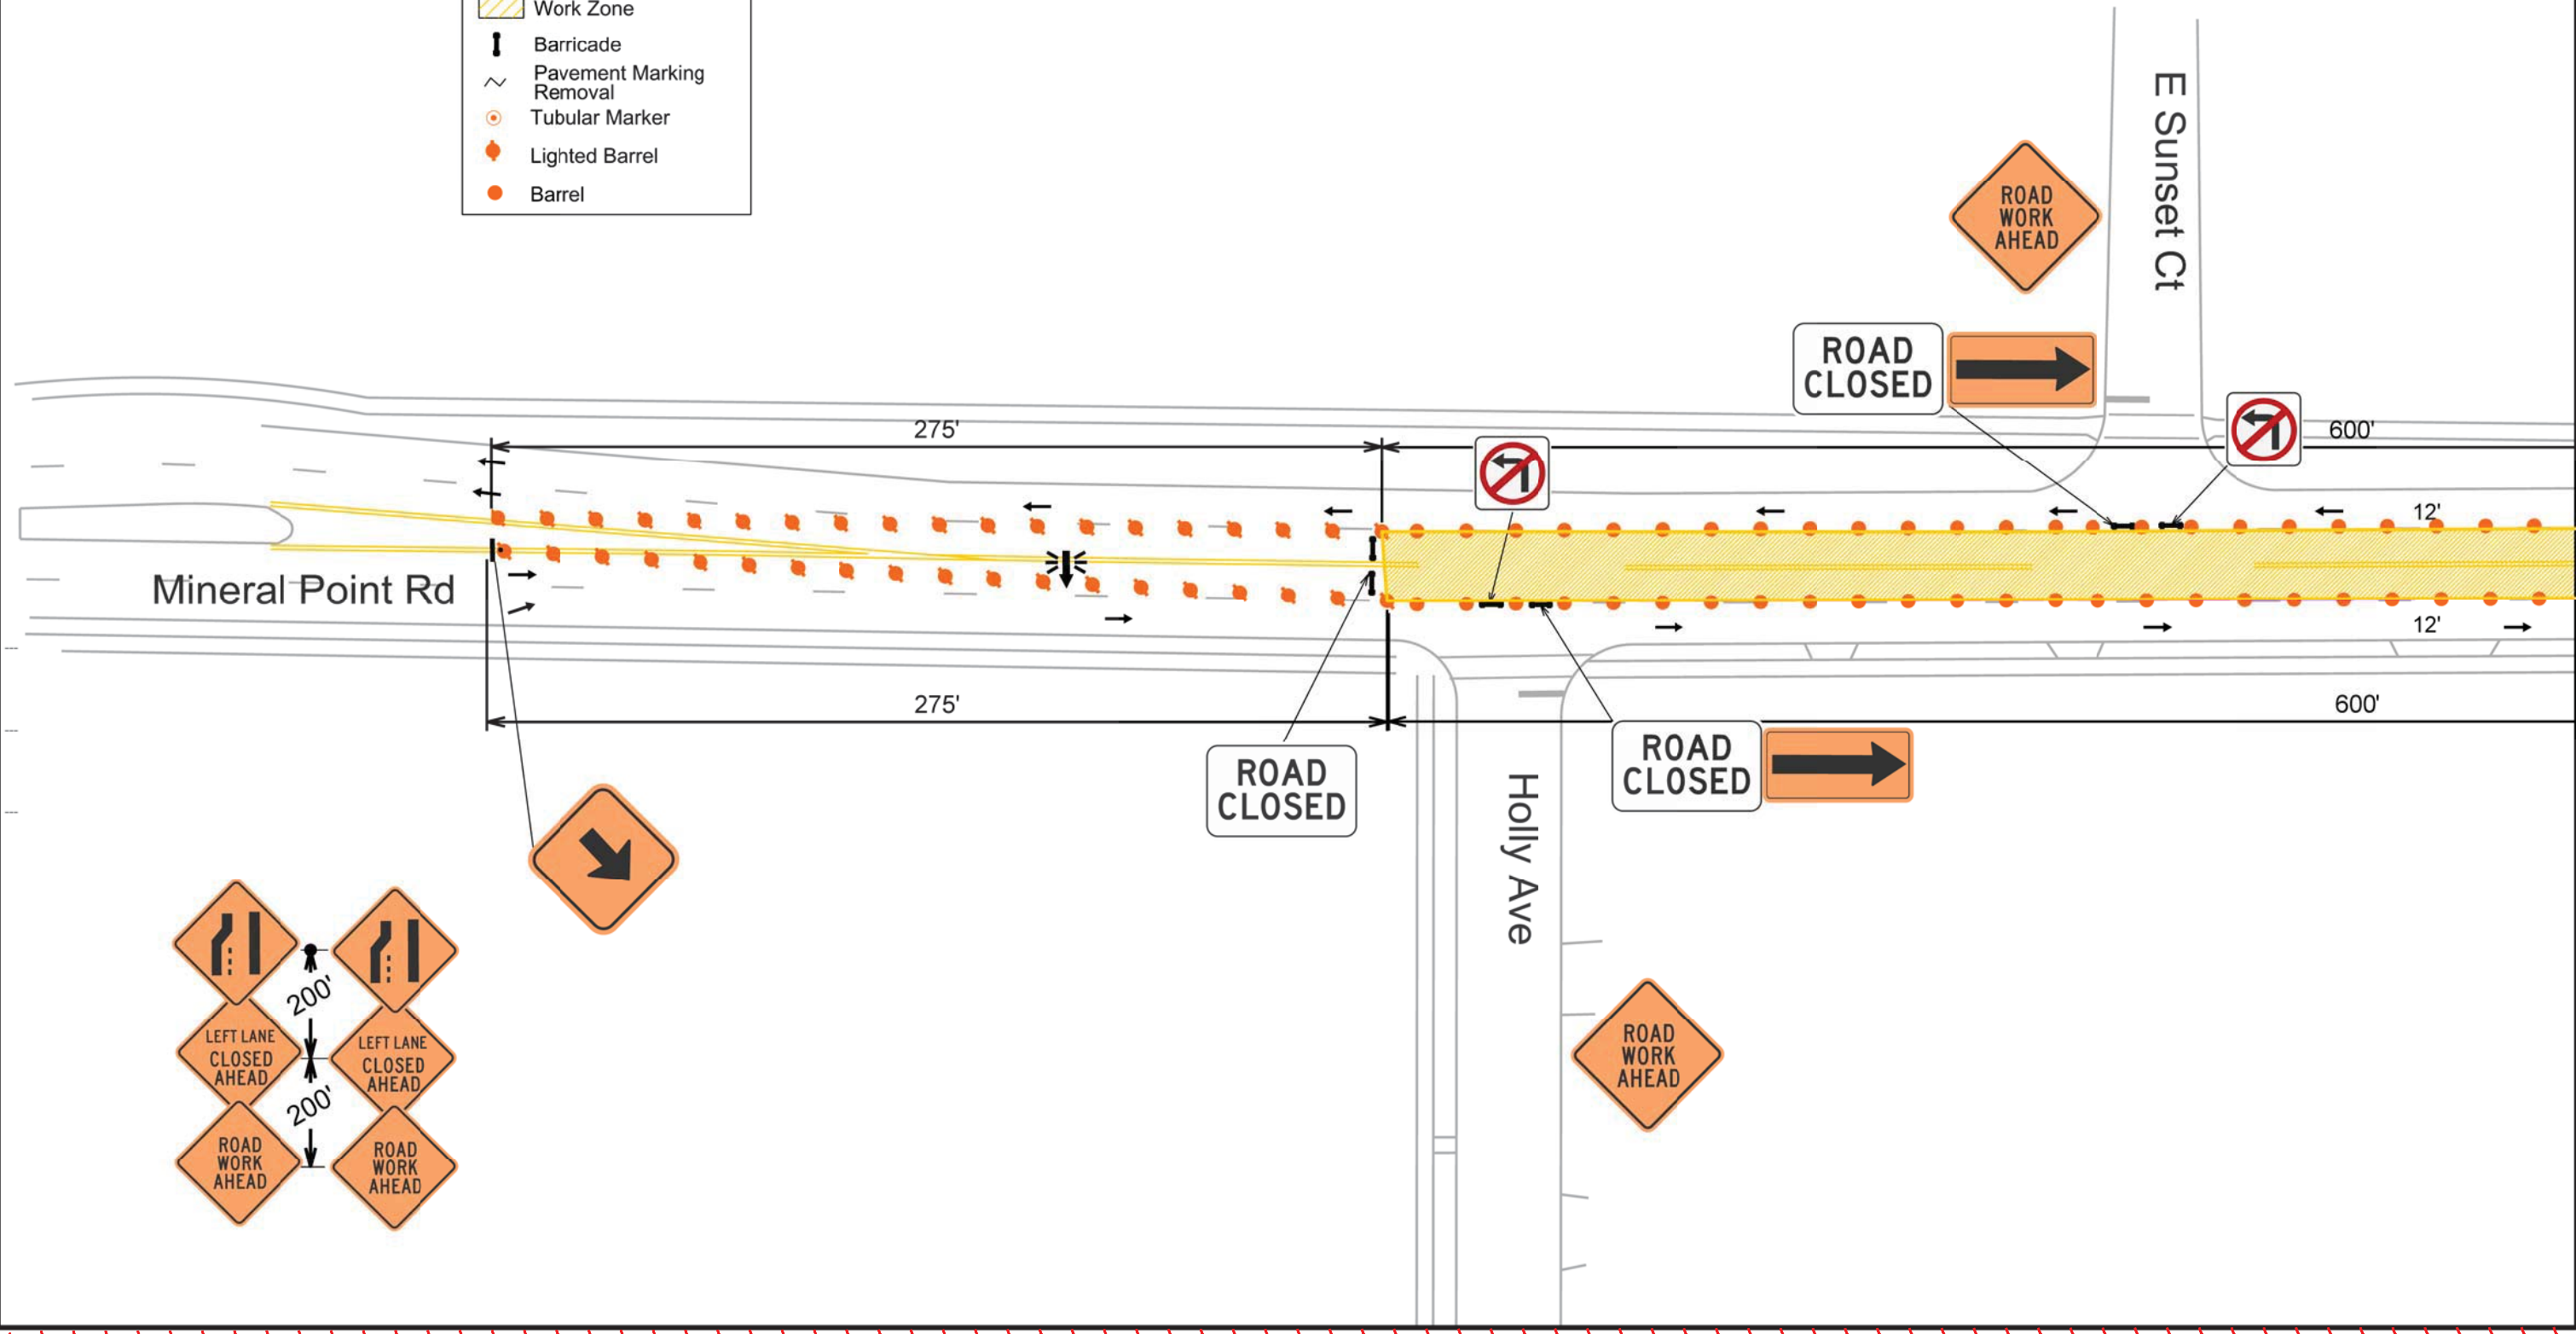 Work Zone
Barricade
Pavement Marking
Removal
Tubular Marker
Lighted Barrel
Barrel
E Sunset Ct
ROAD
WORK
AHEAD
ROAD
CLOSED
275'
600'
12'
Mineral Point Rd
12'
275'
600'
ROAD
CLOSED
ROAD
CLOSED
Holly Ave
200'
LEFT LANE
CLOSED
AHEAD
LEFT LANE
CLOSED
AHEAD
200'
ROAD
WORK
AHEAD
ROAD
WORK
AHEAD
ROAD
WORK
AHEAD